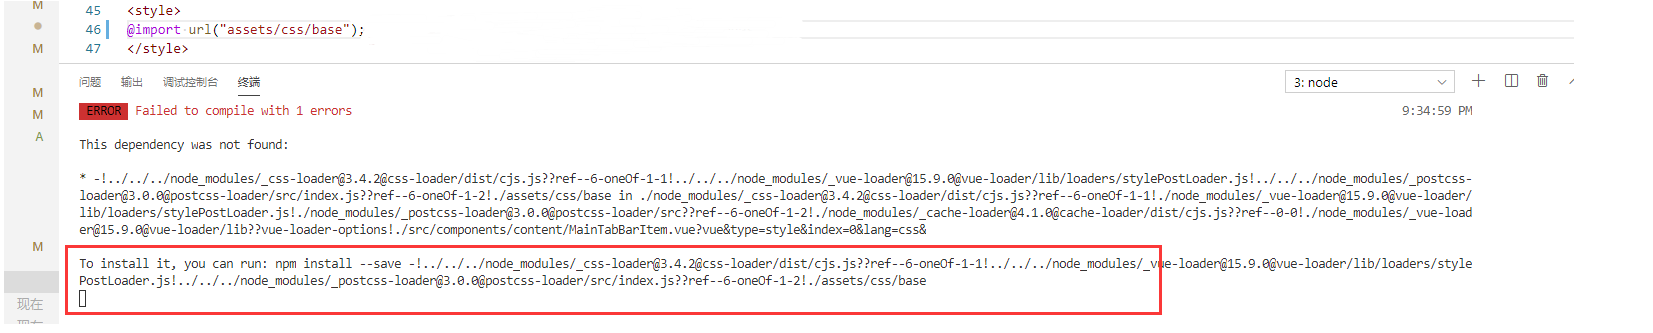 M
45 <style>
46 @import url("assets/css/base");
M
47 </style>
问题 输出 调试控制台 终端 3: node
M
ERROR Failed to compile with 1 errors 9:34:59 PM
M
A
This dependency was not found:
* -!../../../node_modules/_css-loader@3.4.2@css-loader/dist/cjs.js??ref--6-oneOf-1-1!../../../node_modules/_vue-loader@15.9.0@vue-loader/lib/loaders/stylePostLoader.js!../../../node_modules/_postcss-
loader@3.0.0@postcss-loader/src/index.js??ref--6-oneOf-1-2!./assets/css/base in ./node_modules/_css-loader@3.4.2@css-loader/dist/cjs.js??ref--6-oneOf-1-1!./node_modules/_vue-loader@15.9.0@vue-loader/
lib/loaders/stylePostLoader.js!./node_modules/_postcss-loader@3.0.0@postcss-loader/src??ref--6-oneOf-1-2!./node_modules/_cache-loader@4.1.0@cache-loader/dist/cjs.js??ref--0-0!./node_modules/_vue-load
er@15.9.0@vue-loader/lib??vue-loader-options!./src/components/content/MainTabBarItem.vue?vue&type=style&index=0&lang=css&
M
To install it, you can run: npm install --save -!../../../node_modules/_css-loader@3.4.2@css-loader/dist/cjs.js??ref--6-oneOf-1-1!../../../node_modules/_vue-loader@15.9.0@vue-loader/lib/loaders/style
PostLoader.js!../../../node_modules/_postcss-loader@3.0.0@postcss-loader/src/index.js??ref--6-oneOf-1-2!./assets/css/base
现在
现在